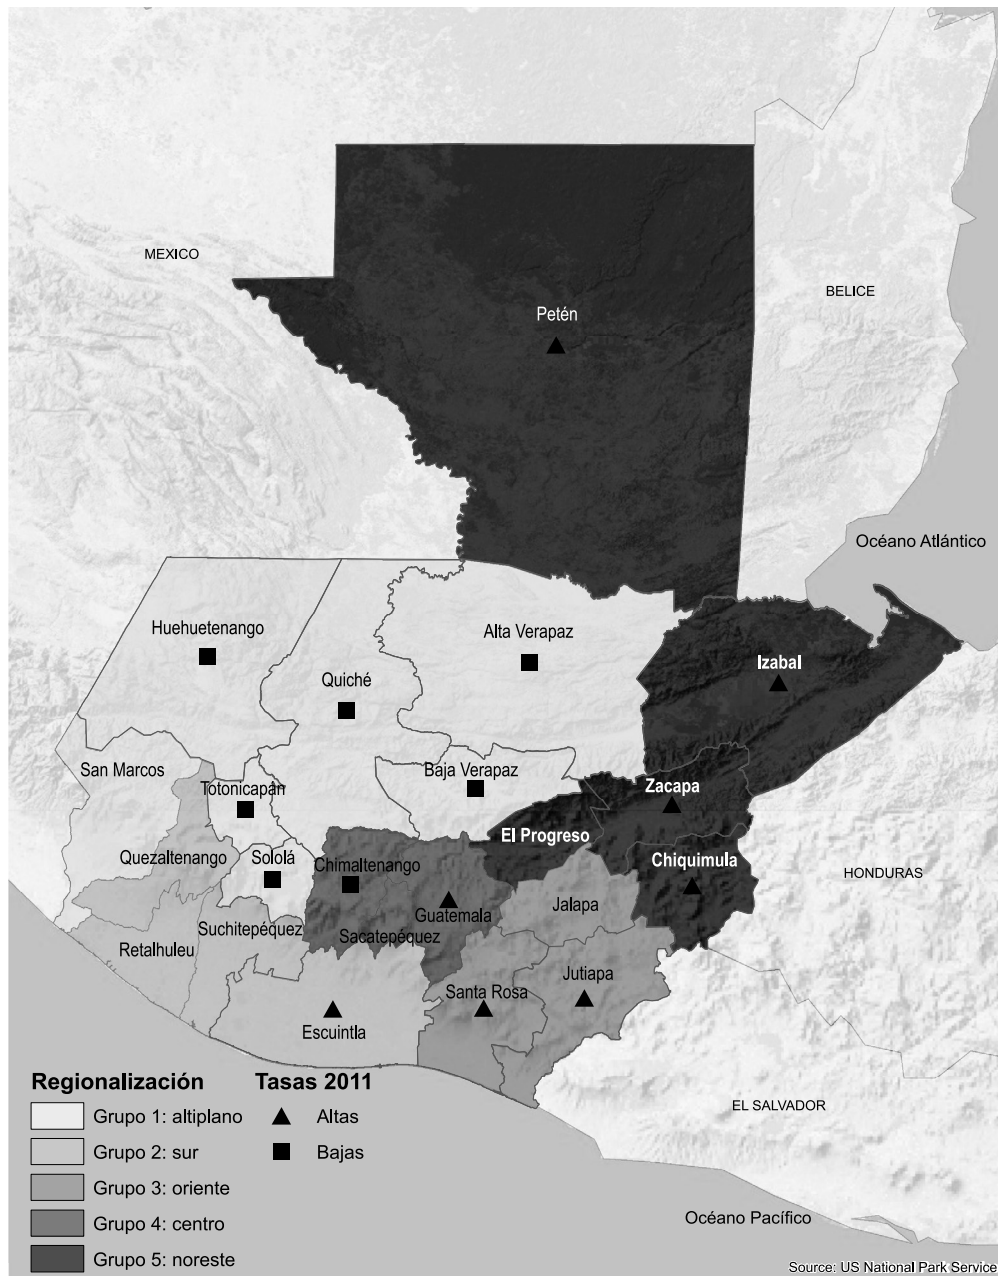 MEXICO
BELICE
Petén
Océano Atlántico
Huehuetenango
Alta Verapaz
Izabal
Quiché
San Marcos
Baja Verapaz
Totonicapán
Zacapa
El Progreso
Quezaltenango
Sololá
Chimaltenango
Chiquimula
HONDURAS
Jalapa
Guatemala
Suchitepéquez
Sacatepéquez
Retalhuleu
Jutiapa
Santa Rosa
Escuintla
Regionalización
Tasas 2011
Grupo 1: altiplano
Altas
Grupo 2: sur
Bajas
Grupo 3: oriente
Grupo 4: centro
Grupo 5: noreste
EL SALVADOR
Océano Pacífico
Source: US National Park Service